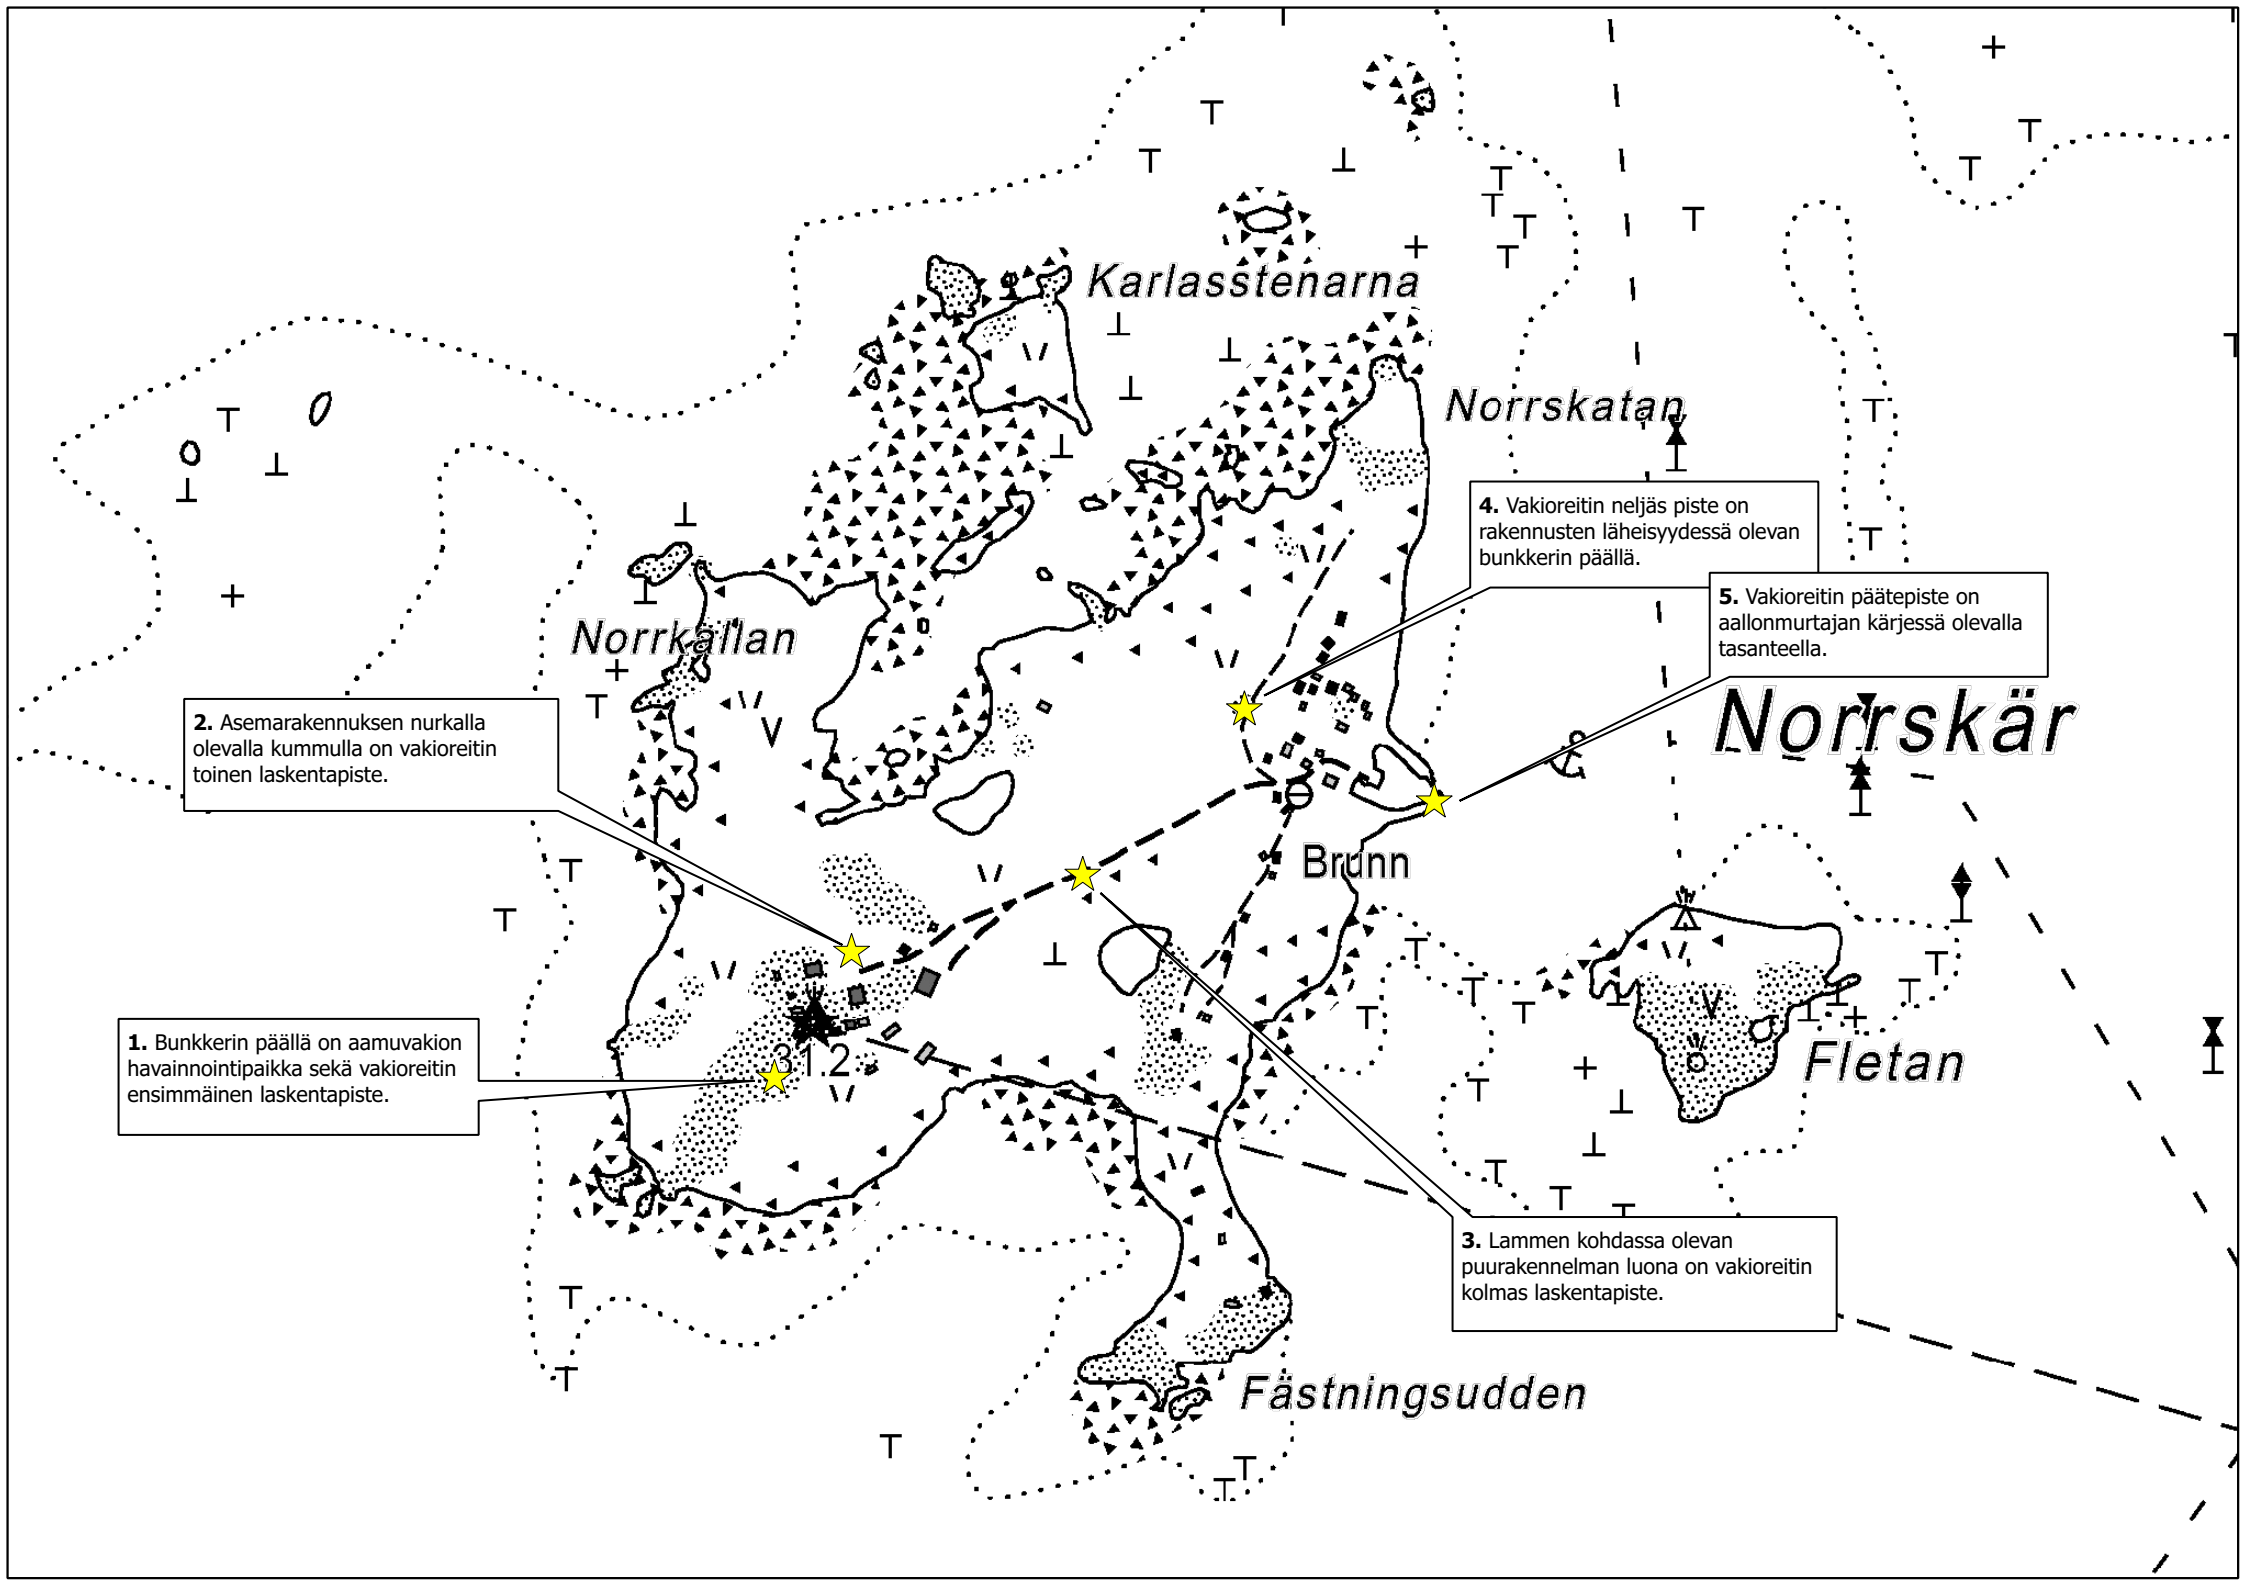 Karlasstenarna
Norrskatan
4. Vakioreitin neljäs piste on
rakennusten läheisyydessä olevan
bunkkerin päällä.
5. Vakioreitin päätepiste on
aallonmurtajan kärjessä olevalla
tasanteella.
Norrkallan
Norrskär
2. Asemarakennuksen nurkalla
olevalla kummulla on vakioreitin
toinen laskentapiste.
Brunn
1. Bunkkerin päällä on aamuvakion
havainnointipaikka sekä vakioreitin
ensimmäinen laskentapiste.
31.2
Fletan
3. Lammen kohdassa olevan
puurakennelman luona on vakioreitin
kolmas laskentapiste.
Fästningsudden